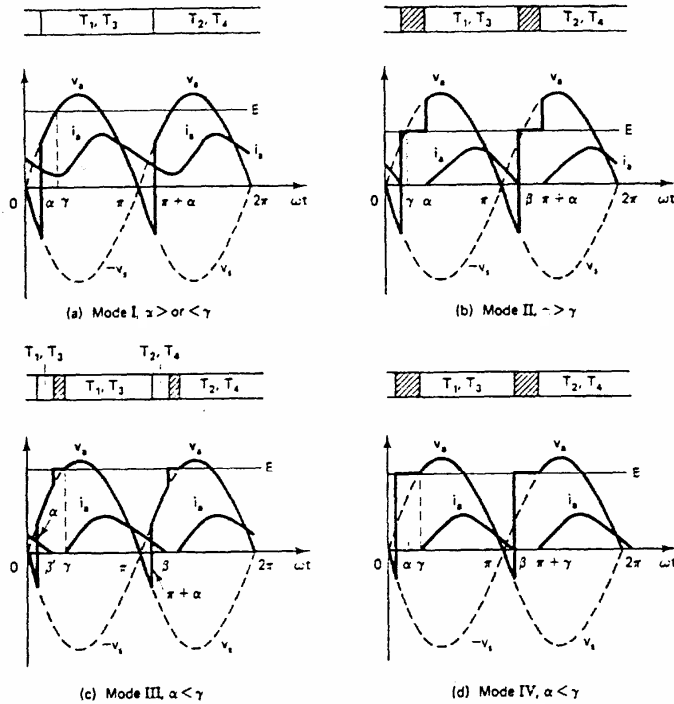 T₁, T₃ T₂, T₄
vₐ vₐ
E
iₐ iₐ iₐ
0 α γ π π + α 2π ωt
−vₛ vₛ
(a) Mode I, α > or < γ
T₁, T₃ T₂, T₄
vₐ vₐ
E
iₐ iₐ
0 γ α π β π + α 2π ωt
−vₛ vₛ
(b) Mode II, α > γ
T₁, T₃ T₂, T₄
T₁, T₃ T₂, T₄
vₐ vₐ
E
α iₐ iₐ
0 β′ γ π β 2π ωt
π + α
−vₛ vₛ
(c) Mode III, α < γ
T₁, T₃ T₂, T₄
vₐ vₐ
E
iₐ iₐ
0 α γ π β π + γ 2π ωt
−vₛ vₛ
(d) Mode IV, α < γ